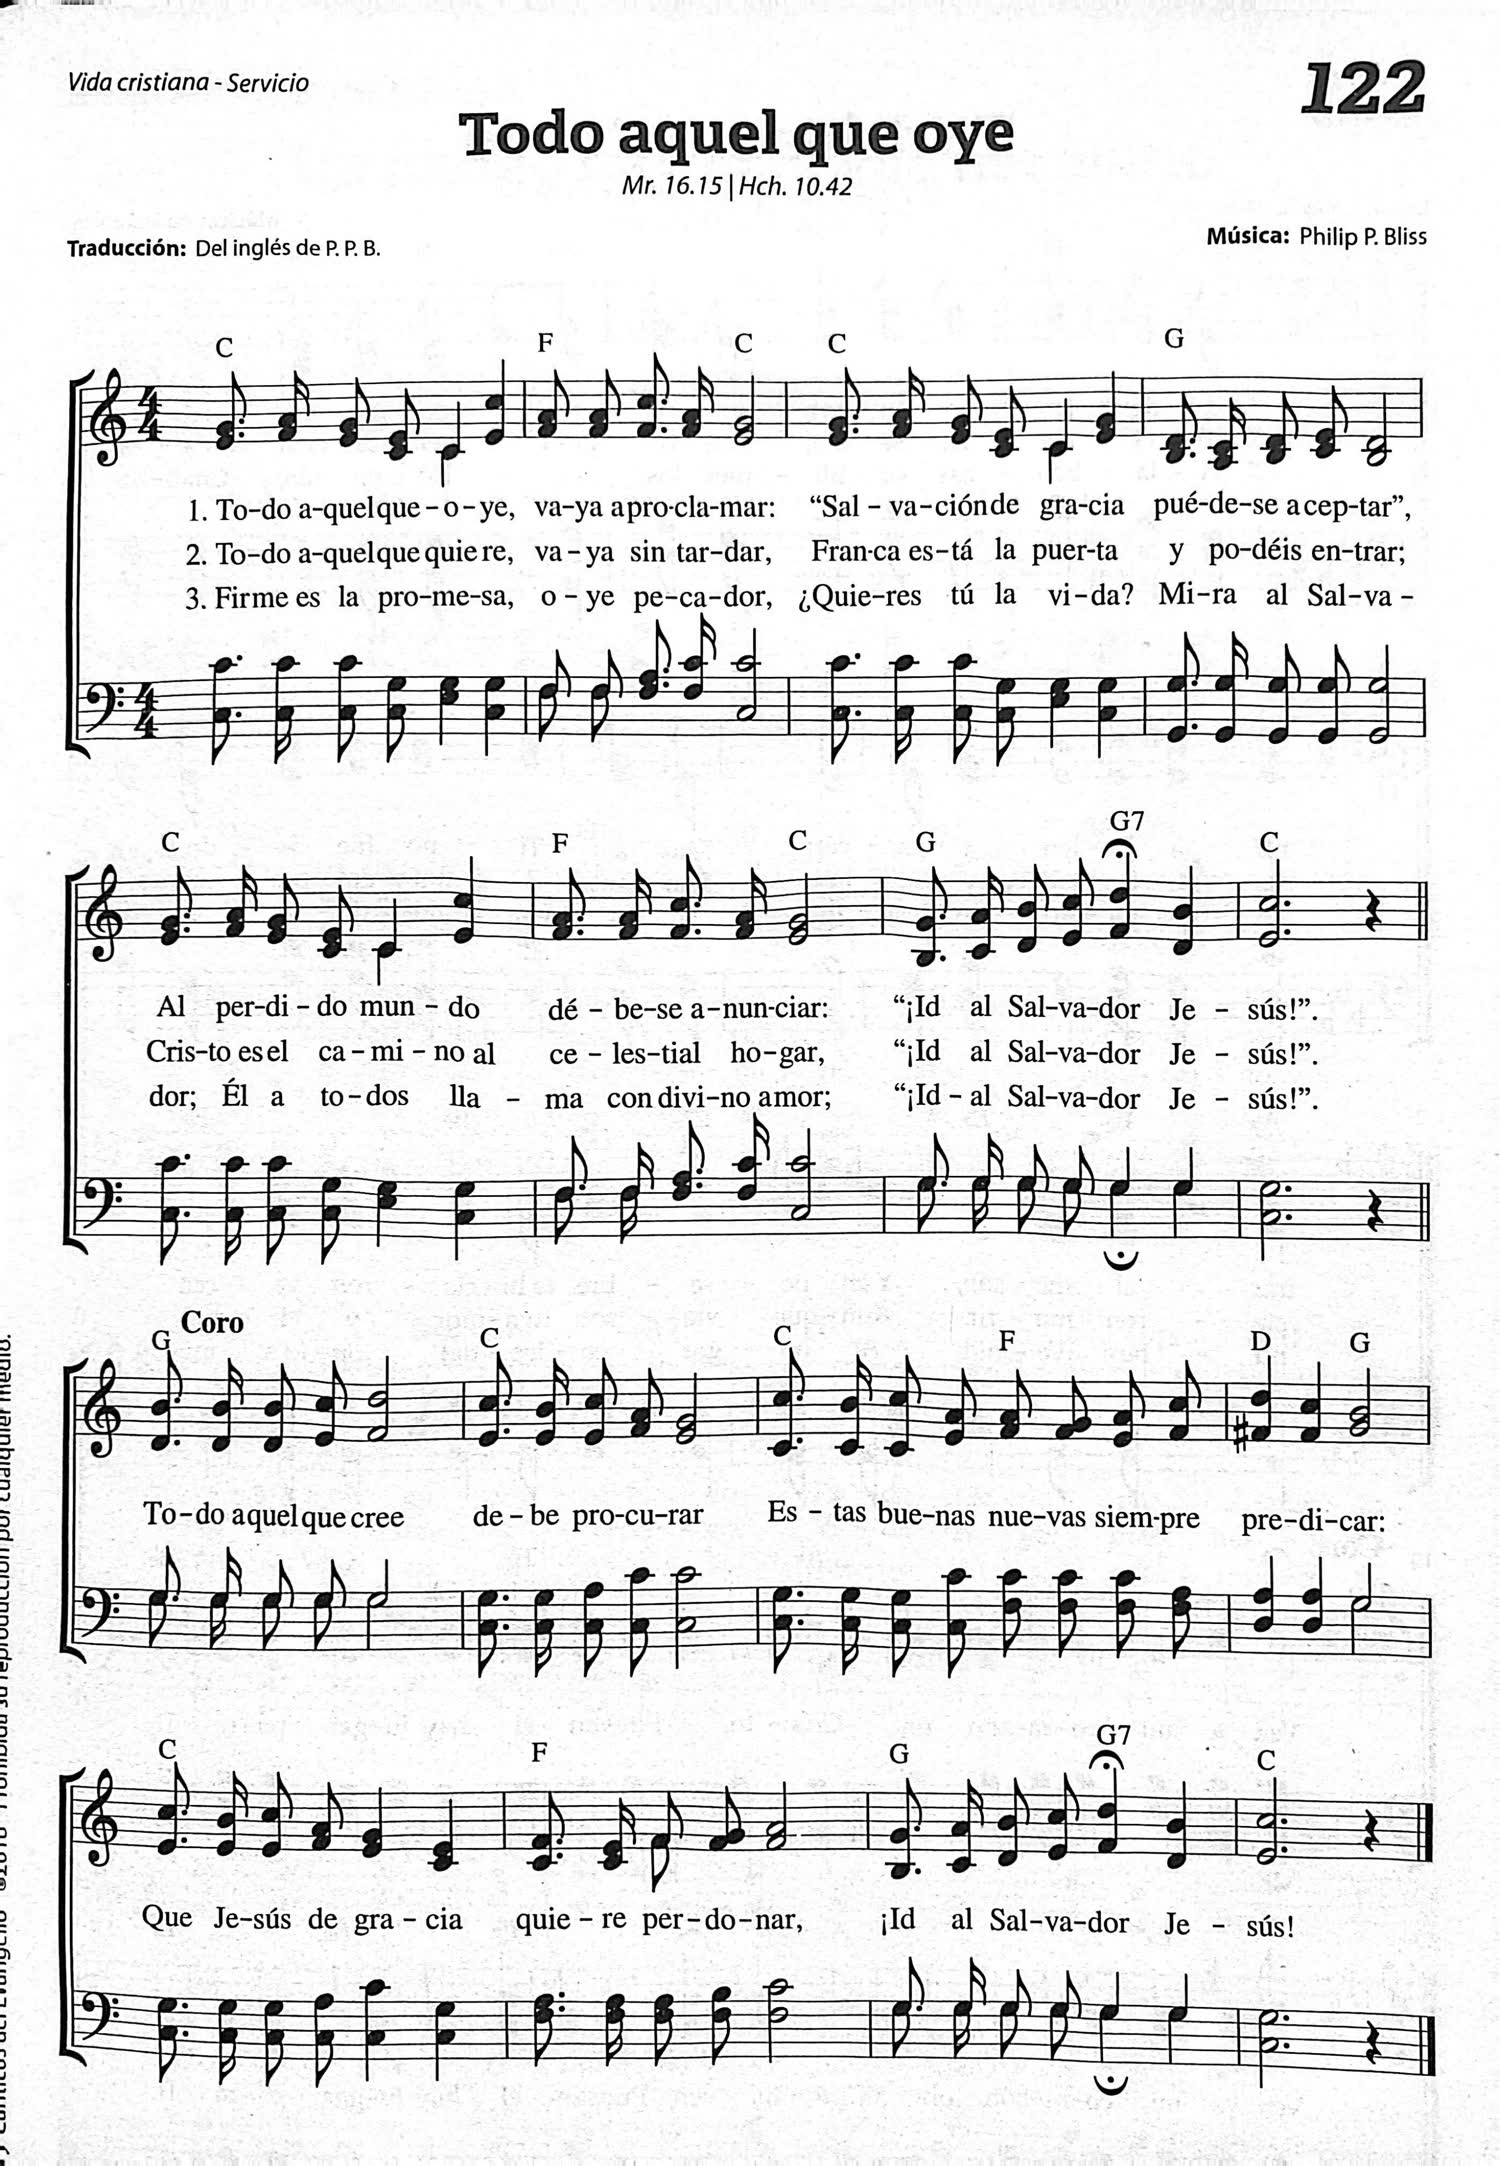 Vida cristiana - Servicio
122
Todo aquel que oye
Mr. 16.15 | Hch. 10.42
Traducción: Del inglés de P. P. B.
Música: Philip P. Bliss
C F C C G
4 4
1. To-do a-quel que-o-ye, va-ya a pro-cla-mar: “Sal-va-ción de gra-cia pué-de-se a cep-tar”,
2. To-do a-quel que quie re, va-ya sin tar-dar, Fran-ca es-tá la puer-ta y po-déis en-trar;
3. Firme es la pro-me-sa, o-ye pe-ca-dor, ¿Quie-res tú la vi-da? Mi-ra al Sal-va-
4 4
C F C G G7 C
Al per-di-do mun-do dé-be-se a-nun-ciar: “¡Id al Sal-va-dor Je-sús!”.
Cris-to es el ca-mi-no al ce-les-tial ho-gar, “¡Id al Sal-va-dor Je-sús!”.
dor; Él a to-dos lla-ma con divi-no amor; “¡Id-al Sal-va-dor Je-sús!”.
Coro
G C C F D G
To-do aquel que cree de-be pro-cu-rar Es-tas bue-nas nue-vas siem-pre pre-di-car:
C F G G7 C
Que Je-sús de gra-cia quie-re per-do-nar, ¡Id al Sal-va-dor Je-sús!